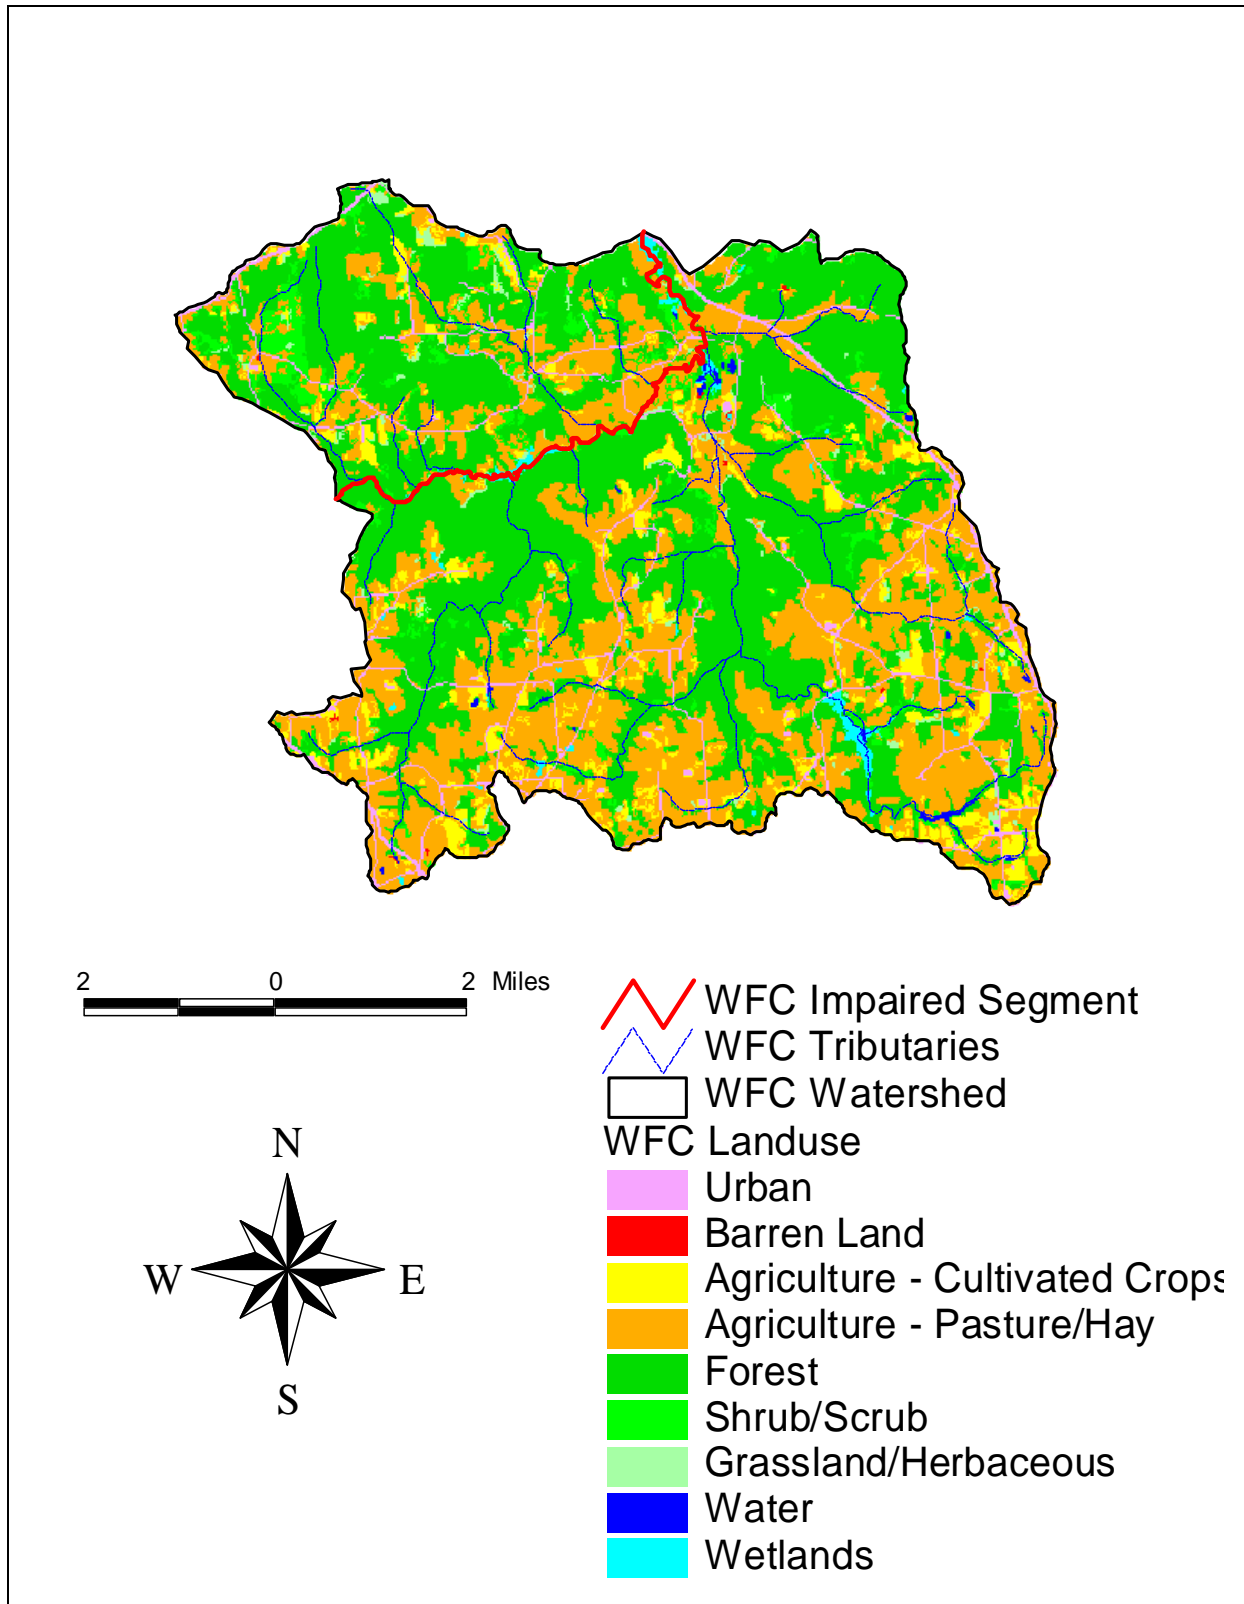 2 0 2 Miles
WFC Impaired Segment
WFC Tributaries
WFC Watershed
WFC Landuse
Urban
Barren Land
Agriculture - Cultivated Crops
Agriculture - Pasture/Hay
Forest
Shrub/Scrub
Grassland/Herbaceous
Water
Wetlands
N
W E
S